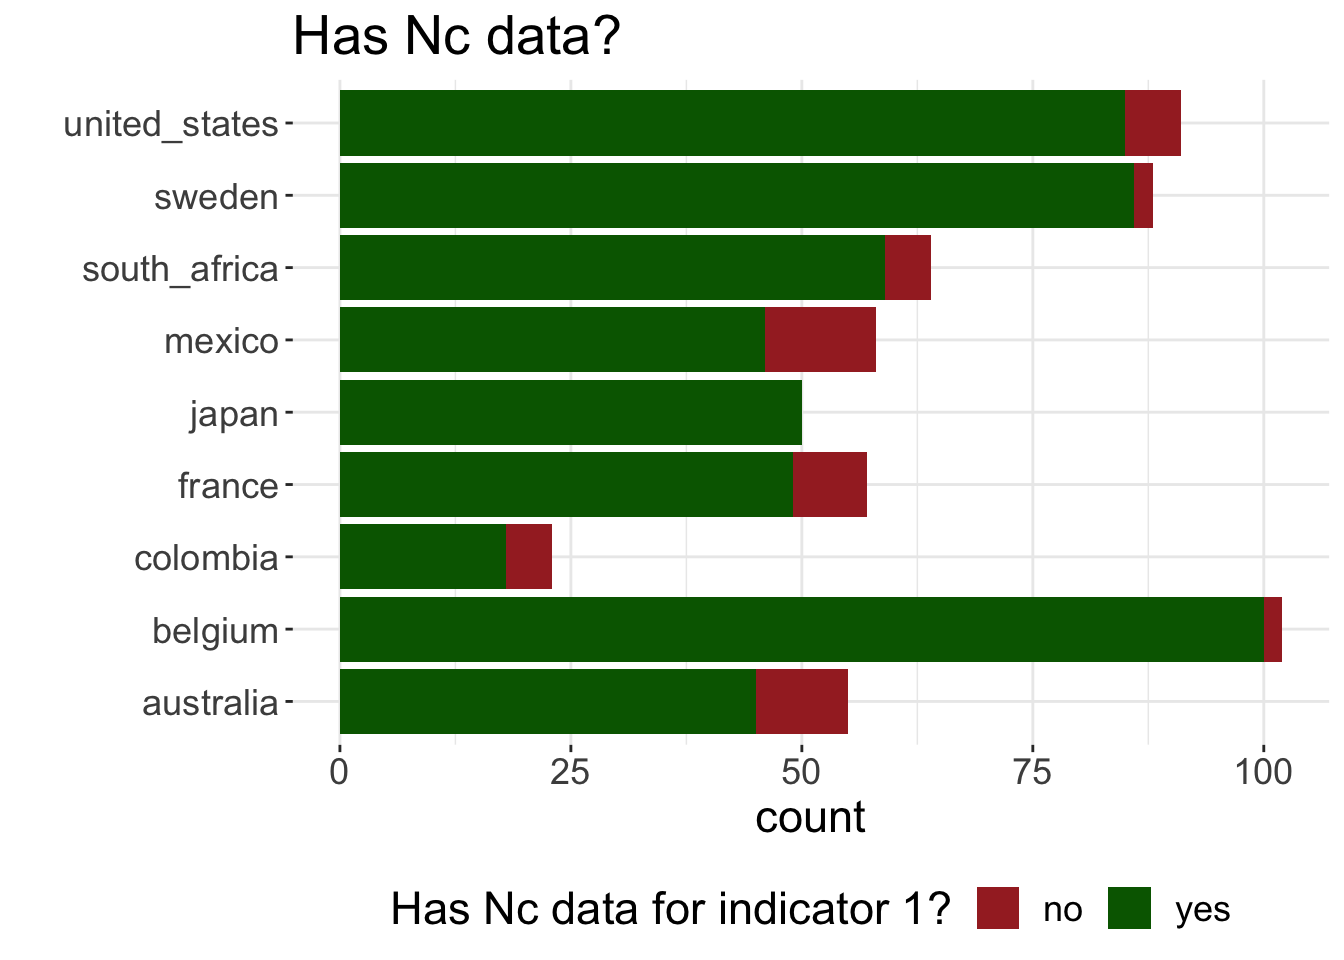 Has Nc data?
united_states
sweden
south_africa
mexico
japan
france
colombia
belgium
australia
0 25 50 75 100
count
Has Nc data for indicator 1? no yes